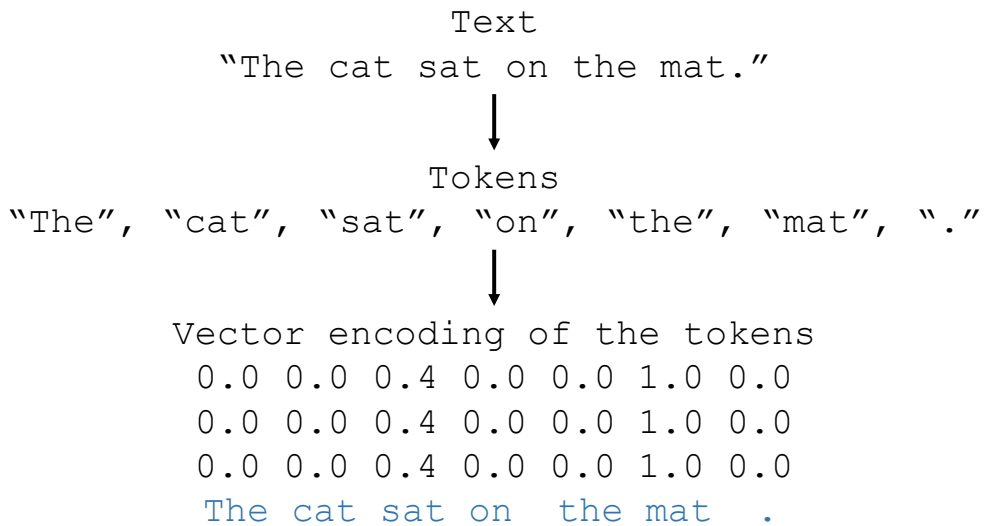 Text
“The cat sat on the mat.”
Tokens
“The”, “cat”, “sat”, “on”, “the”, “mat”, “.”
Vector encoding of the tokens
0.0 0.0 0.4 0.0 0.0 1.0 0.0
0.0 0.0 0.4 0.0 0.0 1.0 0.0
0.0 0.0 0.4 0.0 0.0 1.0 0.0
The cat sat on the mat .